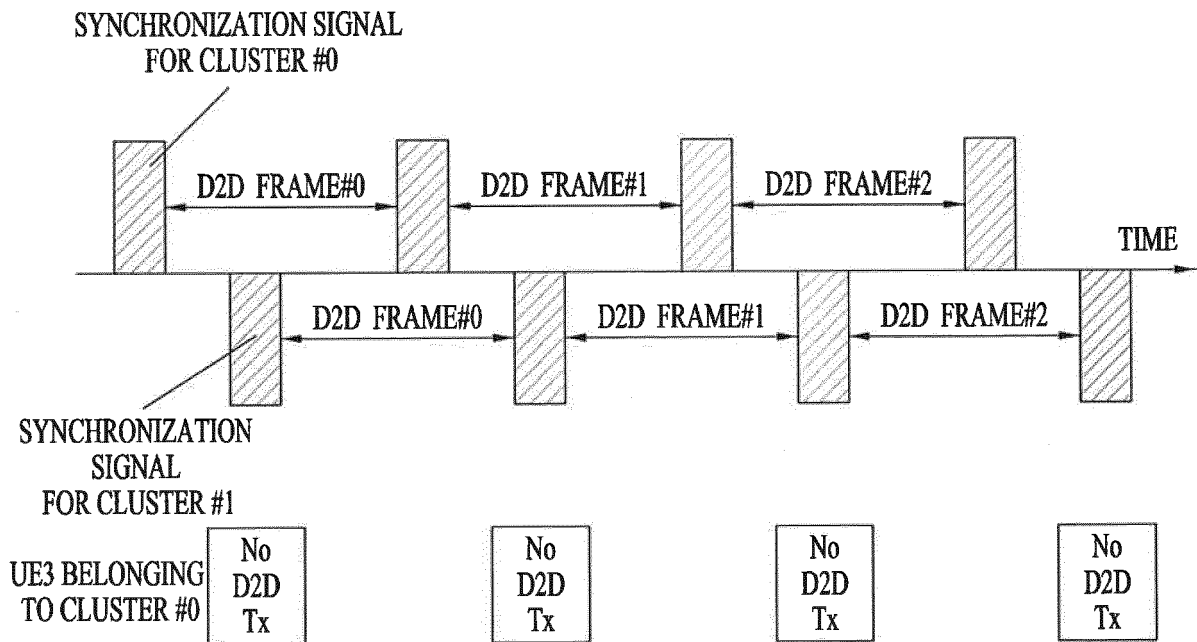 SYNCHRONIZATION SIGNAL
FOR CLUSTER #0
D2D FRAME#0
D2D FRAME#1
D2D FRAME#2
TIME
D2D FRAME#0
D2D FRAME#1
D2D FRAME#2
SYNCHRONIZATION
SIGNAL
FOR CLUSTER #1
UE3 BELONGING
TO CLUSTER #0
No
D2D
Tx
No
D2D
Tx
No
D2D
Tx
No
D2D
Tx